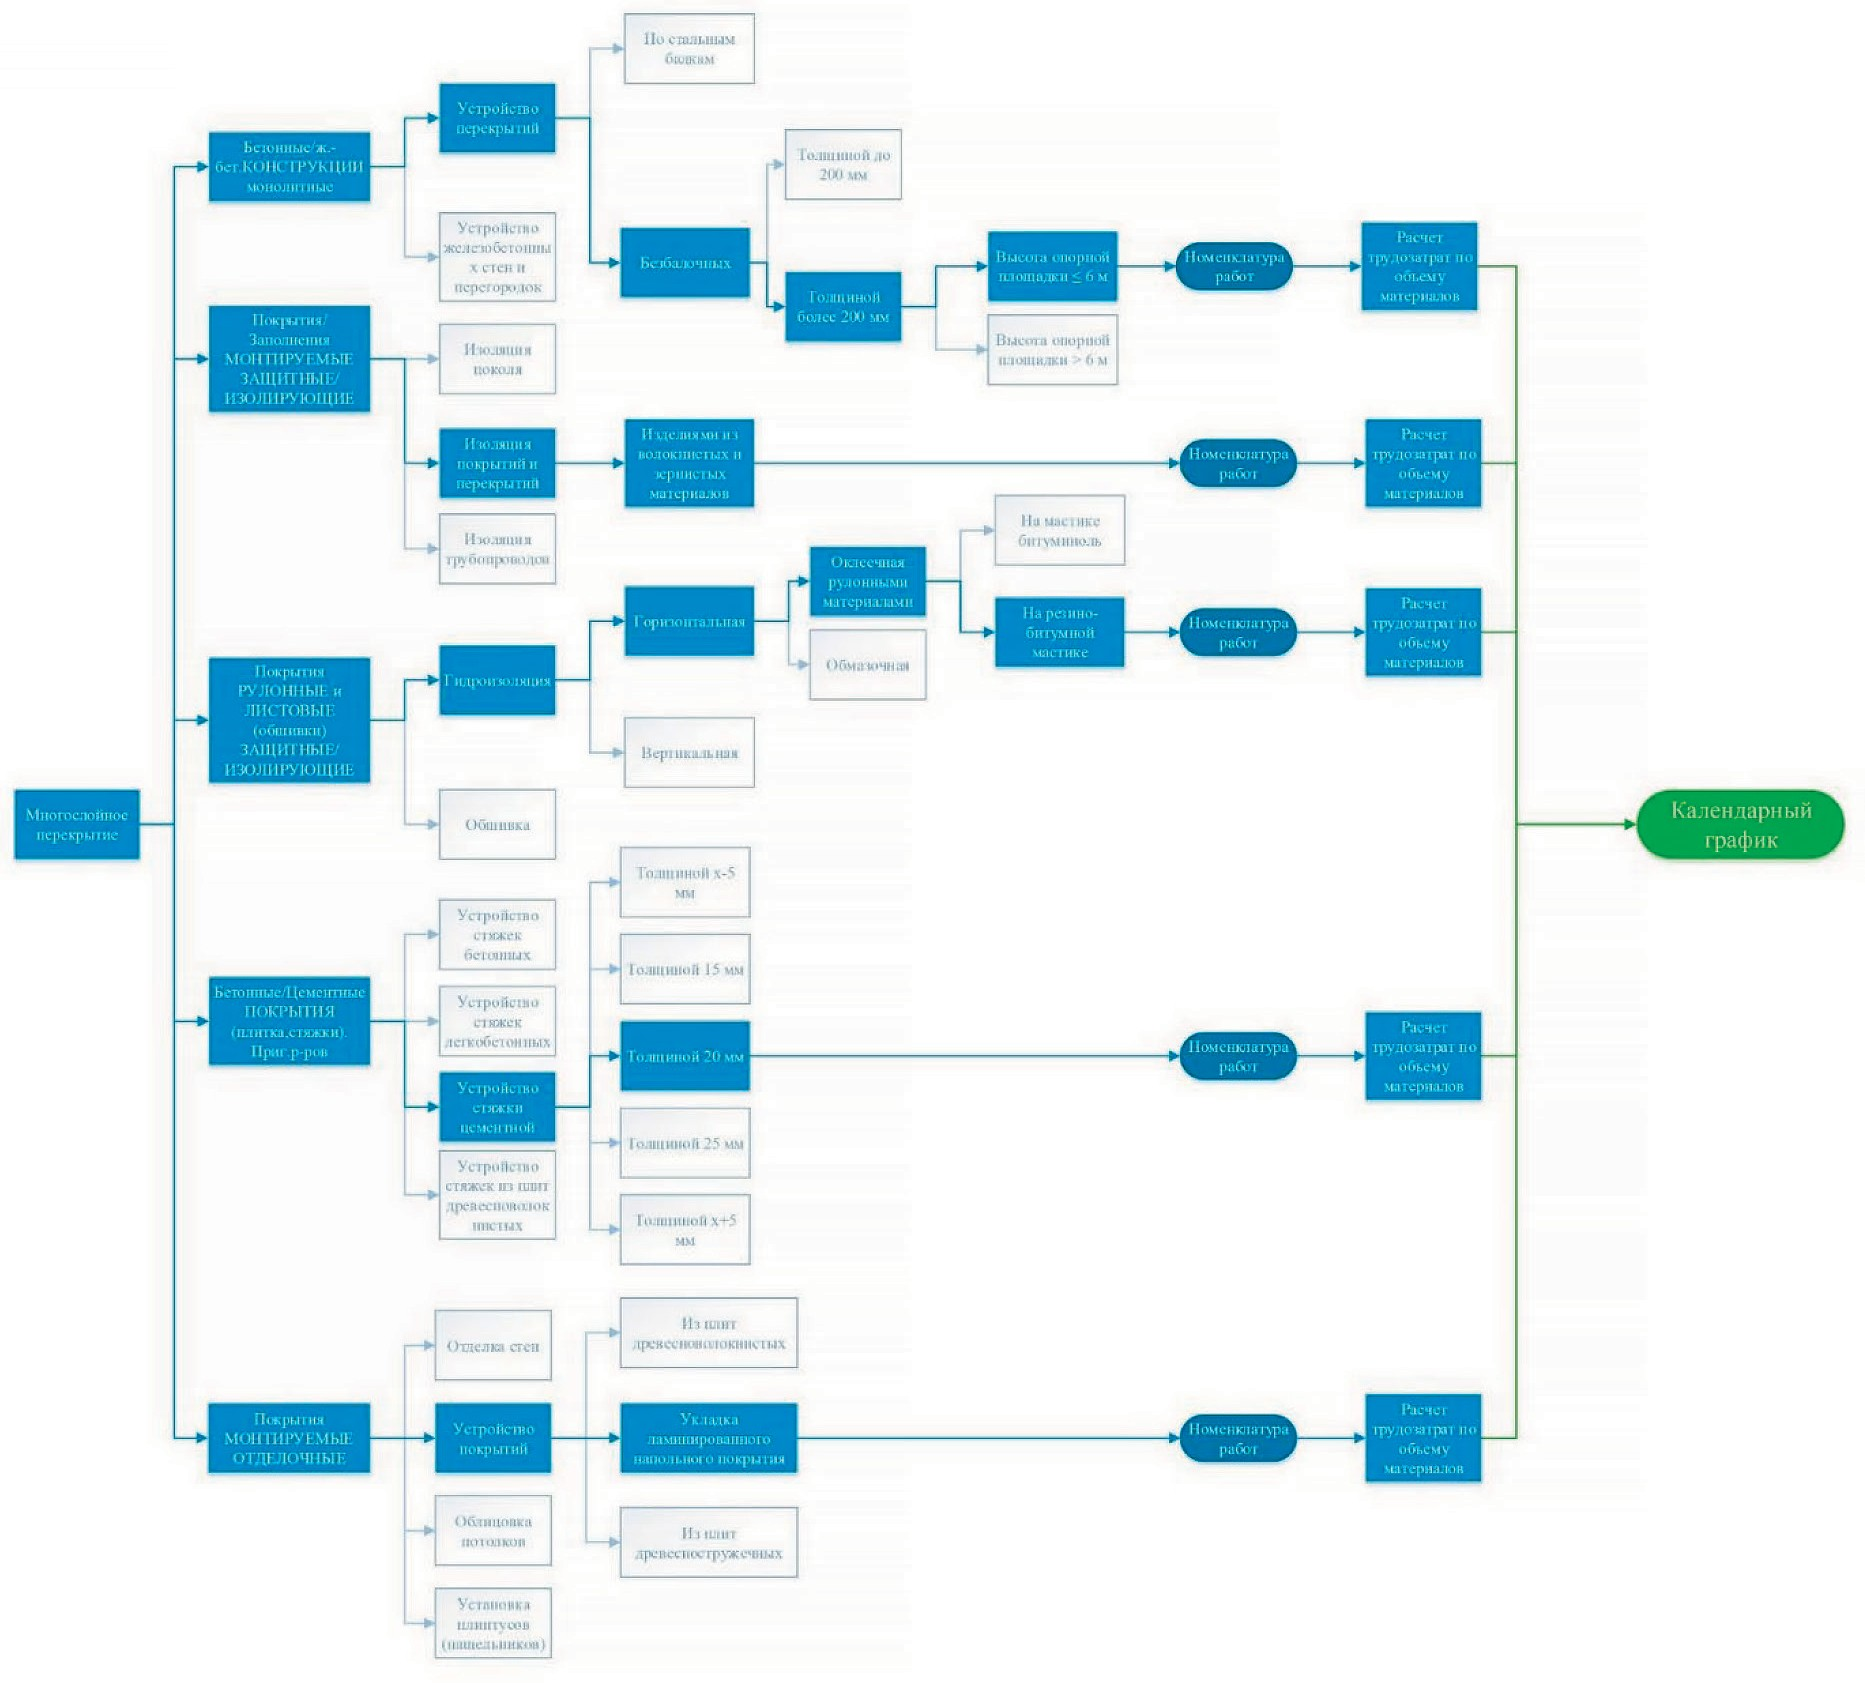 По стальным
балкам
Устройство
перекрытий
Бетонные/ж.-
бет.КОНСТРУКЦИИ
монолитные
Толщиной до
200 мм
Устройство
железобетонны
х стен и
перегородок
Безбалочных
Толщиной
более 200 мм
Высота опорной
площадки ≤ 6 м
Номенклатура
работ
Расчет
трудозатрат по
объему
материалов
Высота опорной
площадки > 6 м
Покрытия/
Заполнения
МОНТИРУЕМЫЕ
ЗАЩИТНЫЕ/
ИЗОЛИРУЮЩИЕ
Изоляция
цоколя
Изоляция
покрытий и
перекрытий
Изделиями из
волокнистых и
зернистых
материалов
Номенклатура
работ
Расчет
трудозатрат по
объему
материалов
Изоляция
трубопроводов
На мастике
битуминоль
Оклеечная
рулонными
материалами
Горизонтальная
На резино-
битумной
мастике
Номенклатура
работ
Расчет
трудозатрат по
объему
материалов
Обмазочная
Покрытия
РУЛОННЫЕ и
ЛИСТОВЫЕ
(обшивки)
ЗАЩИТНЫЕ/
ИЗОЛИРУЮЩИЕ
Гидроизоляция
Вертикальная
Обшивка
Многослойное
перекрытие
Календарный
график
Толщиной х-5
мм
Устройство
стяжек
бетонных
Толщиной 15 мм
Бетонные/Цементные
ПОКРЫТИЯ
(плитка,стяжки).
Приг.р-ров
Устройство
стяжек
легкобетонных
Толщиной 20 мм
Номенклатура
работ
Расчет
трудозатрат по
объему
материалов
Устройство
стяжки
цементной
Толщиной 25 мм
Устройство
стяжек из плит
древесноволок
нистых
Толщиной х+5
мм
Отделка стен
Из плит
древесноволокнистых
Покрытия
МОНТИРУЕМЫЕ
ОТДЕЛОЧНЫЕ
Устройство
покрытий
Укладка
ламинированного
напольного покрытия
Номенклатура
работ
Расчет
трудозатрат по
объему
материалов
Облицовка
потолков
Из плит
древесностружечных
Установка
плинтусов
(нащельников)